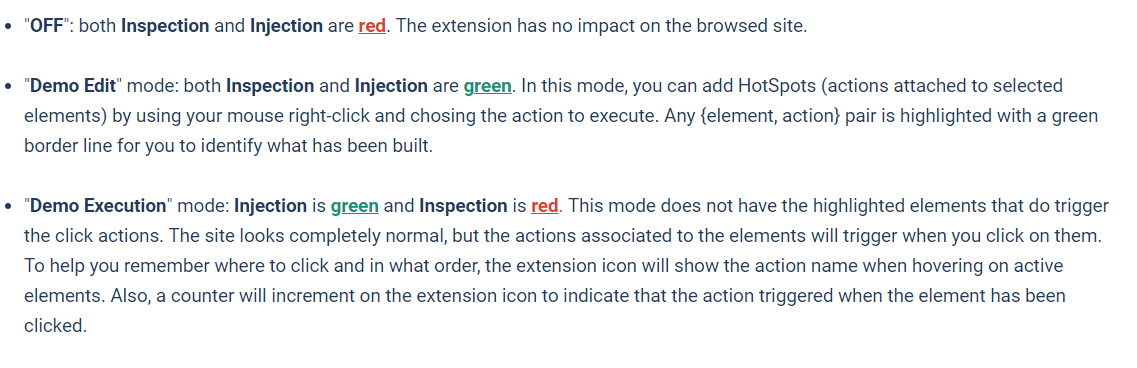 • "OFF": both Inspection and Injection are red. The extension has no impact on the browsed site.
• "Demo Edit" mode: both Inspection and Injection are green. In this mode, you can add HotSpots (actions attached to selected
elements) by using your mouse right-click and chosing the action to execute. Any {element, action} pair is highlighted with a green
border line for you to identify what has been built.
• "Demo Execution" mode: Injection is green and Inspection is red. This mode does not have the highlighted elements that do trigger
the click actions. The site looks completely normal, but the actions associated to the elements will trigger when you click on them.
To help you remember where to click and in what order, the extension icon will show the action name when hovering on active
elements. Also, a counter will increment on the extension icon to indicate that the action triggered when the element has been
clicked.